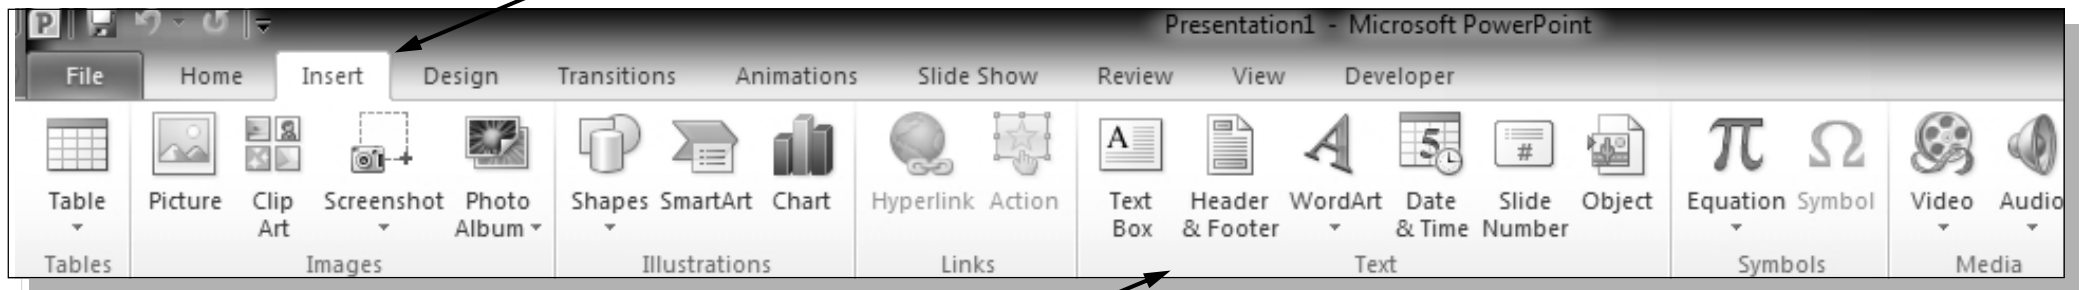 Presentation1 - Microsoft PowerPoint
File Home Insert Design Transitions Animations Slide Show Review View Developer
Table Picture Clip Art Screenshot Photo Album Shapes SmartArt Chart Hyperlink Action Text Box Header & Footer WordArt Date & Time Slide Number Object Equation Symbol Video Audio
Tables Images Illustrations Links Text Symbols Media